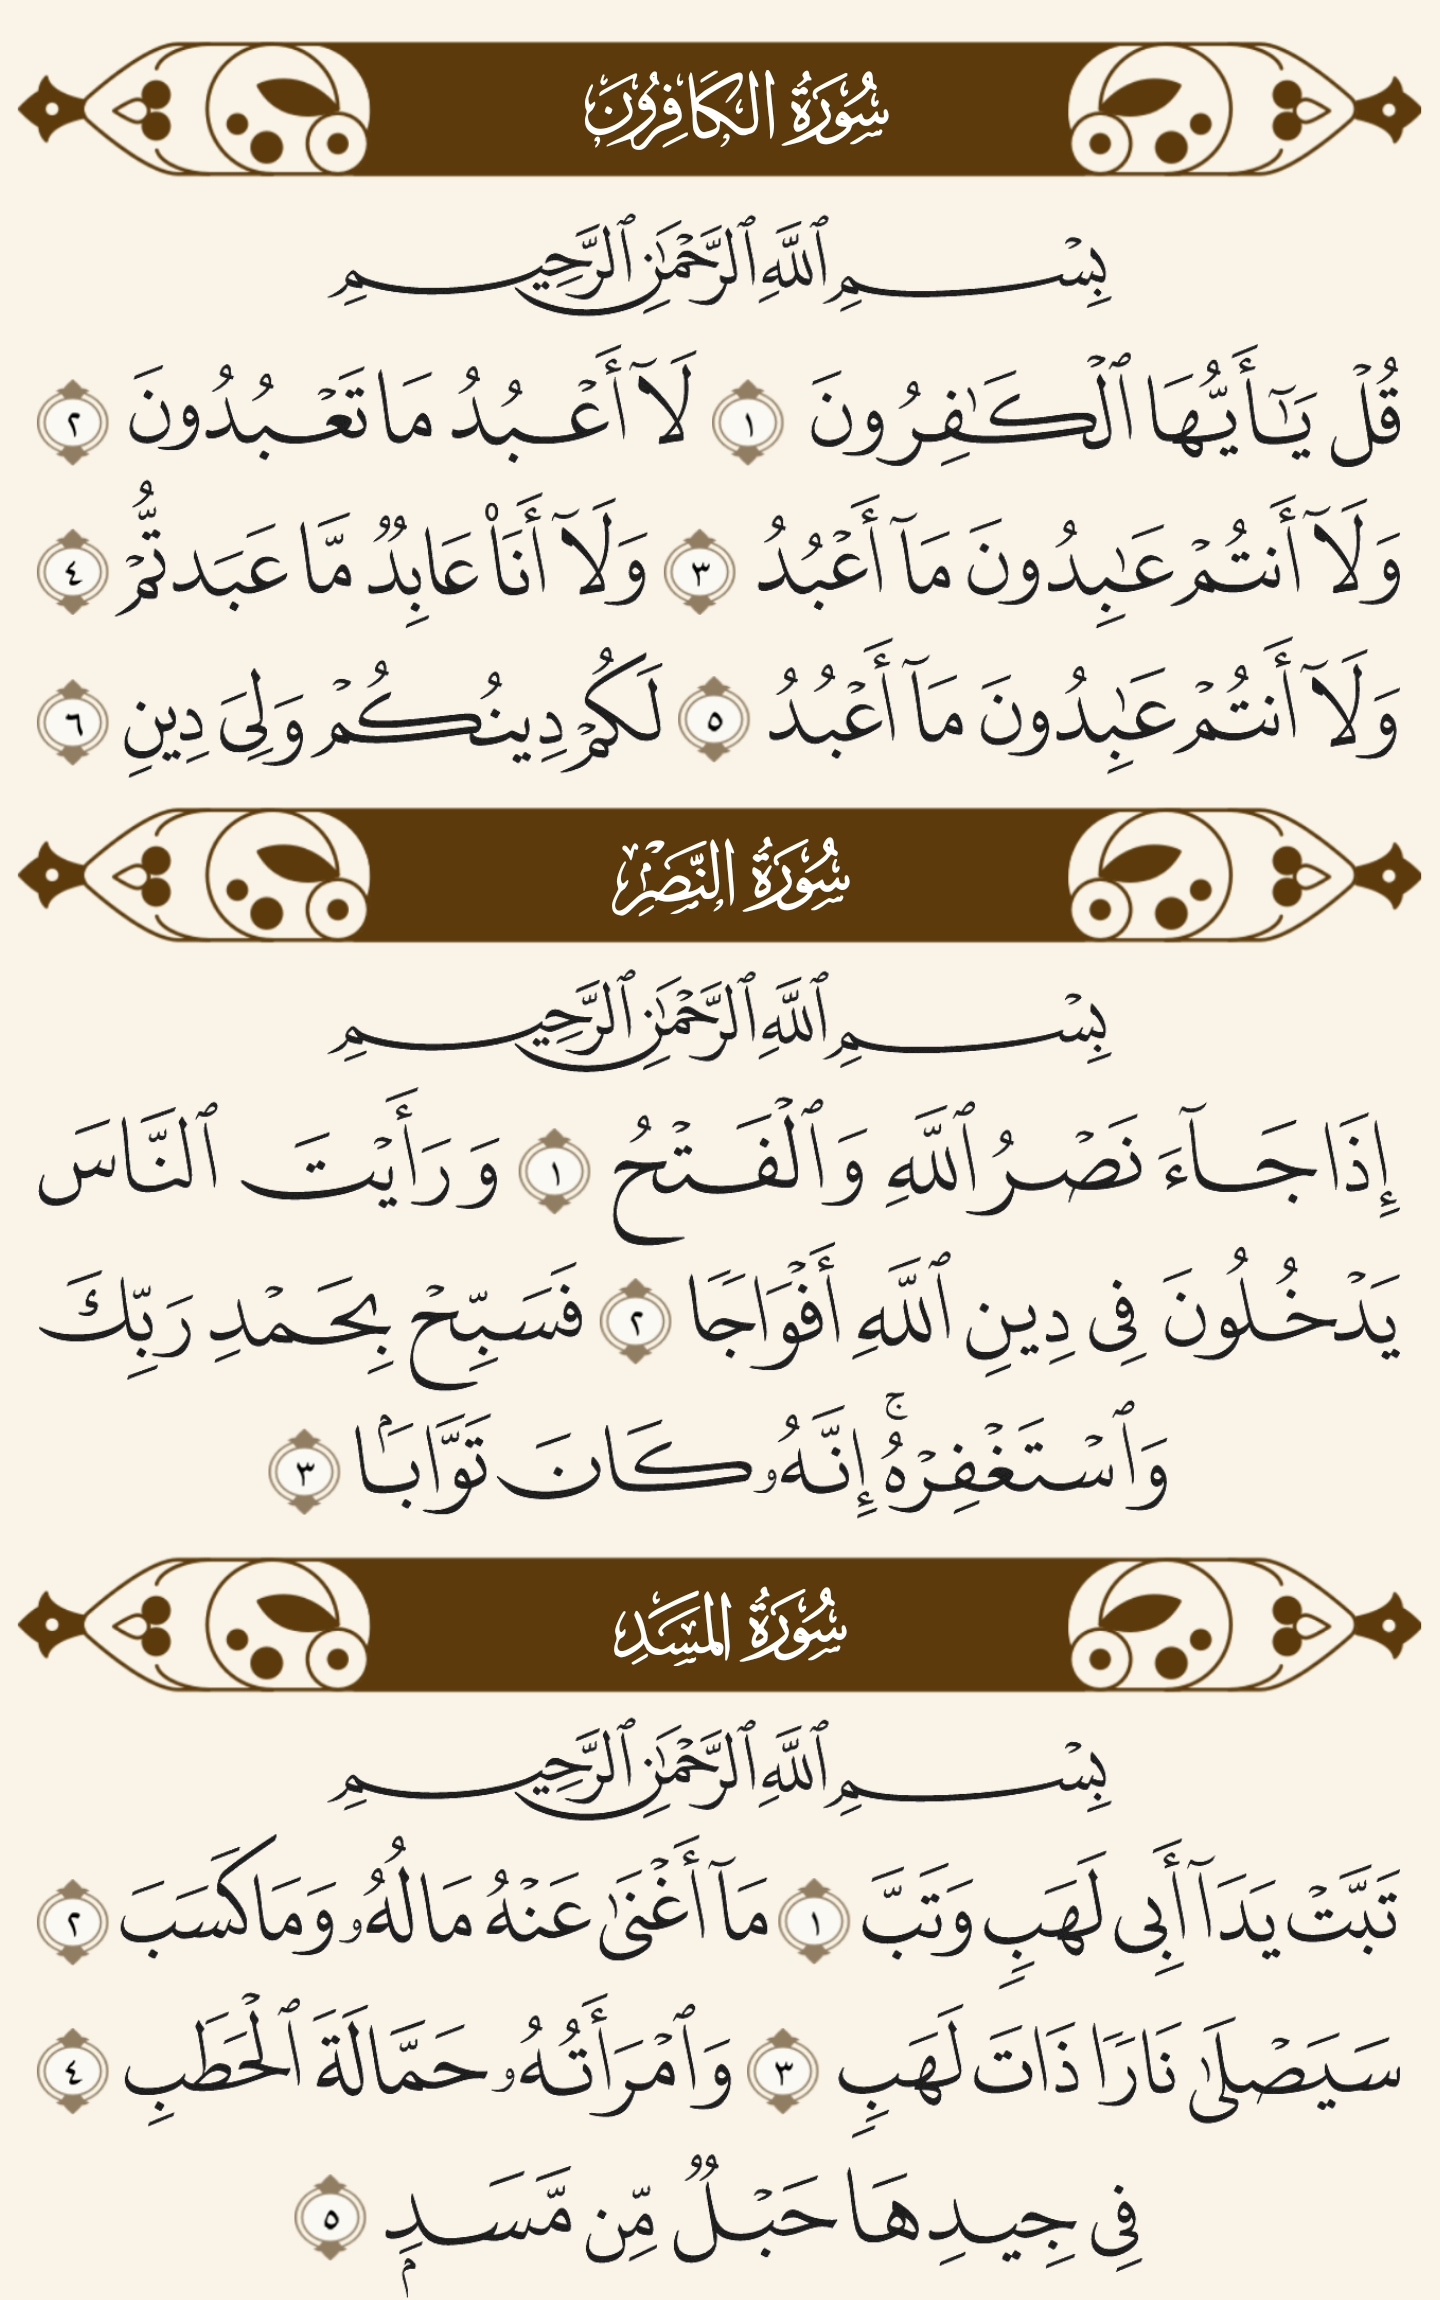 سُورَةُ الكَافِرُونَ
بِسْمِ ٱللَّهِ ٱلرَّحْمَٰنِ ٱلرَّحِيمِ
قُلْ يَٰٓأَيُّهَا ٱلْكَٰفِرُونَ ١ لَآ أَعْبُدُ مَا تَعْبُدُونَ ٢
وَلَآ أَنتُمْ عَٰبِدُونَ مَآ أَعْبُدُ ٣ وَلَآ أَنَا۠ عَابِدٌ مَّا عَبَدتُّمْ ٤
وَلَآ أَنتُمْ عَٰبِدُونَ مَآ أَعْبُدُ ٥ لَكُمْ دِينُكُمْ وَلِىَ دِينِ ٦
سُورَةُ النَّصْرِ
بِسْمِ ٱللَّهِ ٱلرَّحْمَٰنِ ٱلرَّحِيمِ
إِذَا جَآءَ نَصْرُ ٱللَّهِ وَٱلْفَتْحُ ١ وَرَأَيْتَ ٱلنَّاسَ
يَدْخُلُونَ فِى دِينِ ٱللَّهِ أَفْوَاجًا ٢ فَسَبِّحْ بِحَمْدِ رَبِّكَ
وَٱسْتَغْفِرْهُ ۚ إِنَّهُۥ كَانَ تَوَّابَۢا ٣
سُورَةُ المَسَدِ
بِسْمِ ٱللَّهِ ٱلرَّحْمَٰنِ ٱلرَّحِيمِ
تَبَّتْ يَدَآ أَبِى لَهَبٍ وَتَبَّ ١ مَآ أَغْنَىٰ عَنْهُ مَالُهُۥ وَمَا كَسَبَ ٢
سَيَصْلَىٰ نَارًا ذَاتَ لَهَبٍ ٣ وَٱمْرَأَتُهُۥ حَمَّالَةَ ٱلْحَطَبِ ٤
فِى جِيدِهَا حَبْلٌ مِّن مَّسَدِۭ ٥